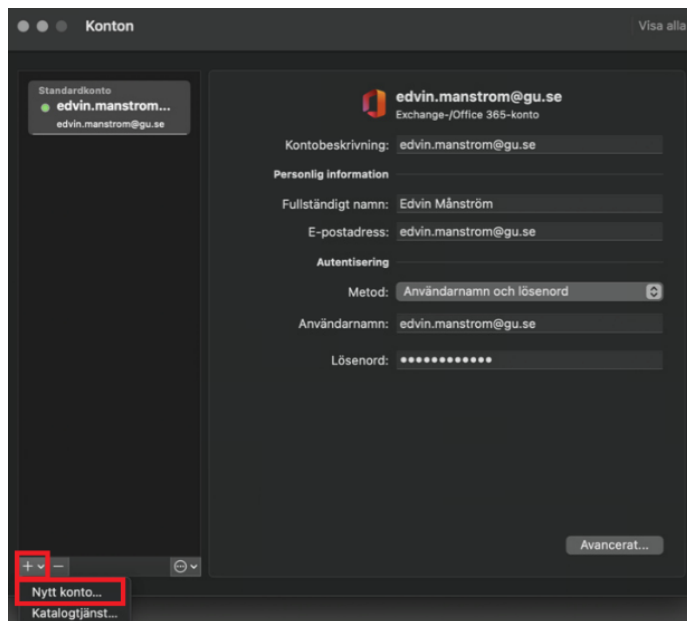 Konton
Visa alla
Standardkonto
edvin.manstrom...
edvin.manstrom@gu.se
edvin.manstrom@gu.se
Exchange-/Office 365-konto
Kontobeskrivning: edvin.manstrom@gu.se
Personlig information
Fullständigt namn: Edvin Månström
E-postadress: edvin.manstrom@gu.se
Autentisering
Metod: Användarnamn och lösenord
Användarnamn: edvin.manstrom@gu.se
Lösenord: ••••••••••••
Avancerat...
Nytt konto...
Katalogtjänst...